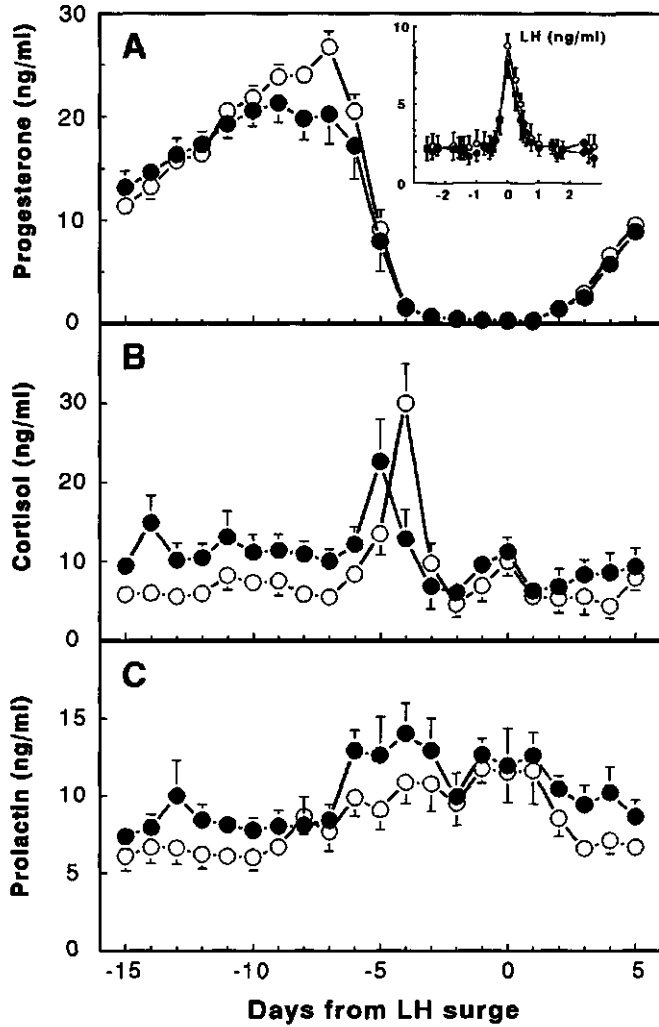 A
Progesterone (ng/ml)
30
20
10
0
LH (ng/ml)
10
5
0
-2 -1 0 1 2
B
Cortisol (ng/ml)
30
20
10
0
C
Prolactin (ng/ml)
15
10
5
0
-15 -10 -5 0 5
Days from LH surge